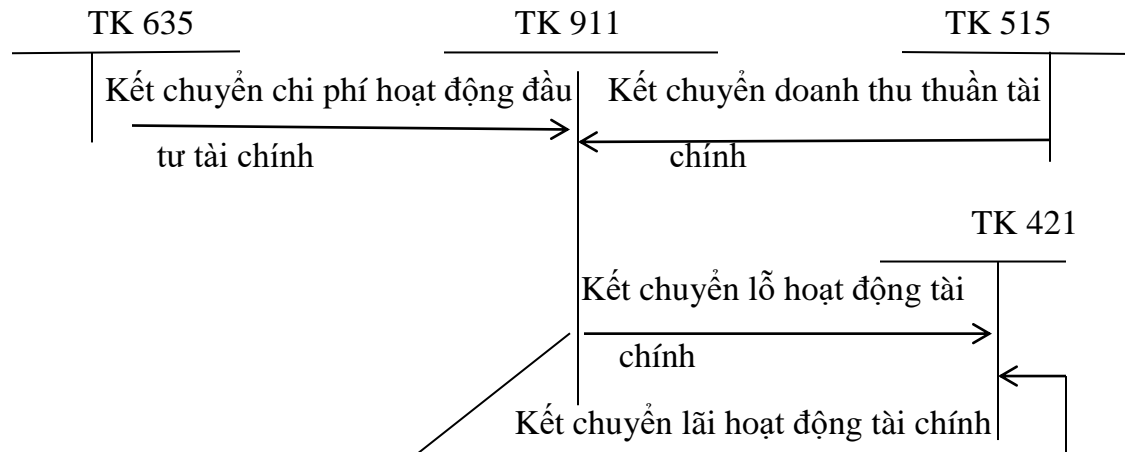 TK 635 TK 911 TK 515
Kết chuyển chi phí hoạt động đầu Kết chuyển doanh thu thuần tài
tư tài chính chính
TK 421
Kết chuyển lỗ hoạt động tài
chính
Kết chuyển lãi hoạt động tài chính